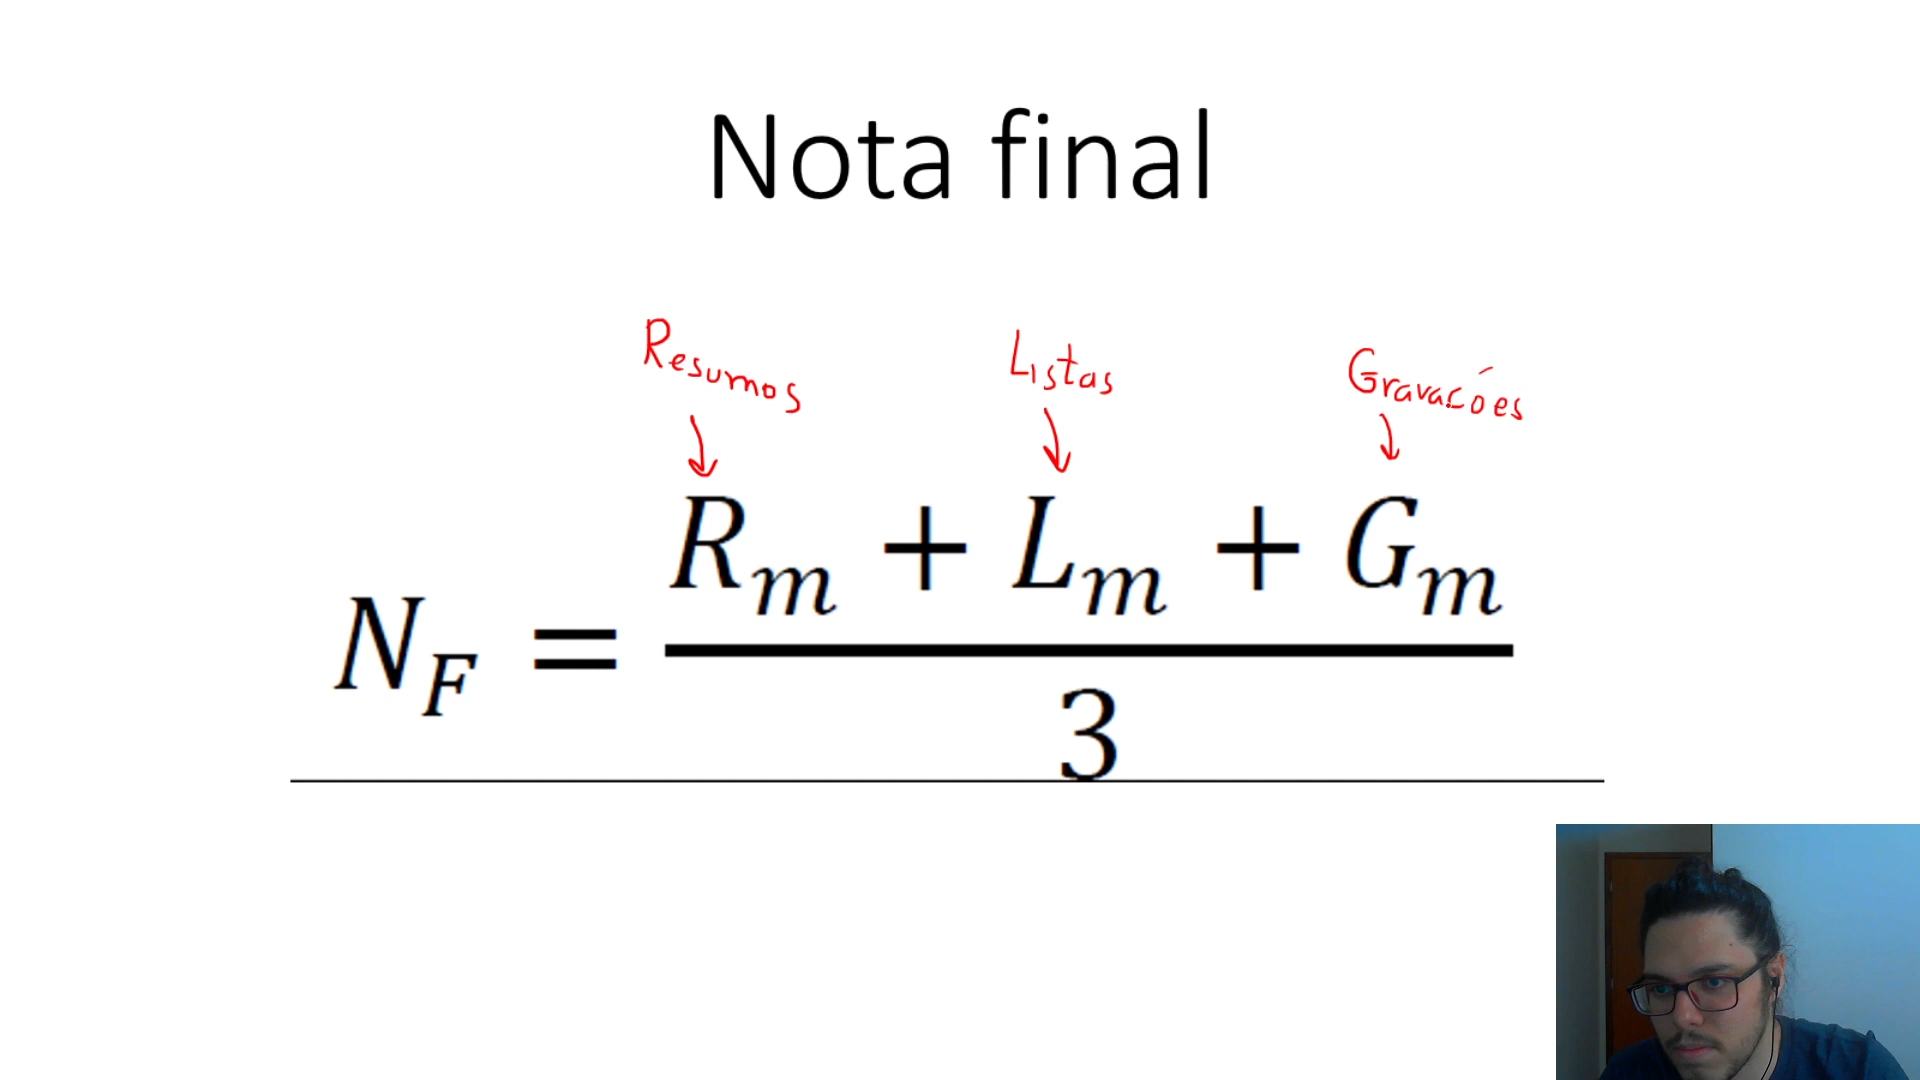 Nota final
Resumos Listas Gravações
N_F = (R_m + L_m + G_m) / 3